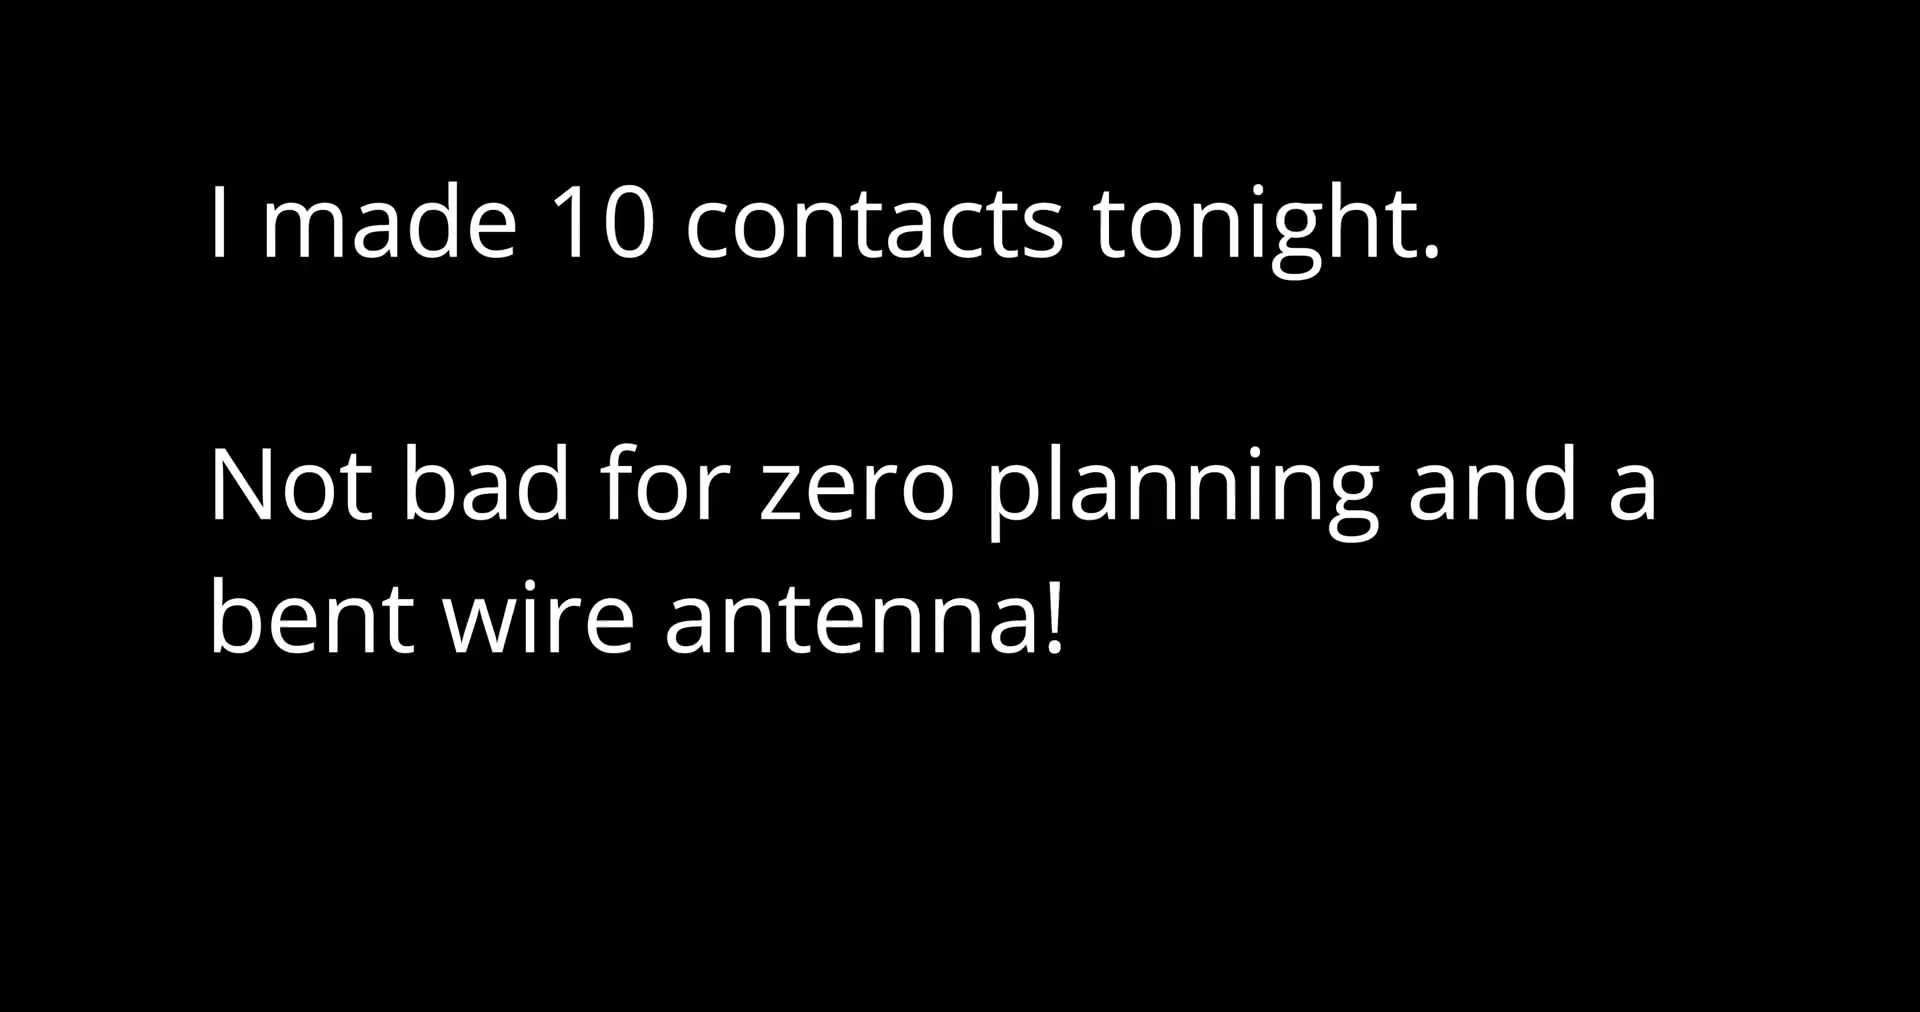 I made 10 contacts tonight.
Not bad for zero planning and a
bent wire antenna!